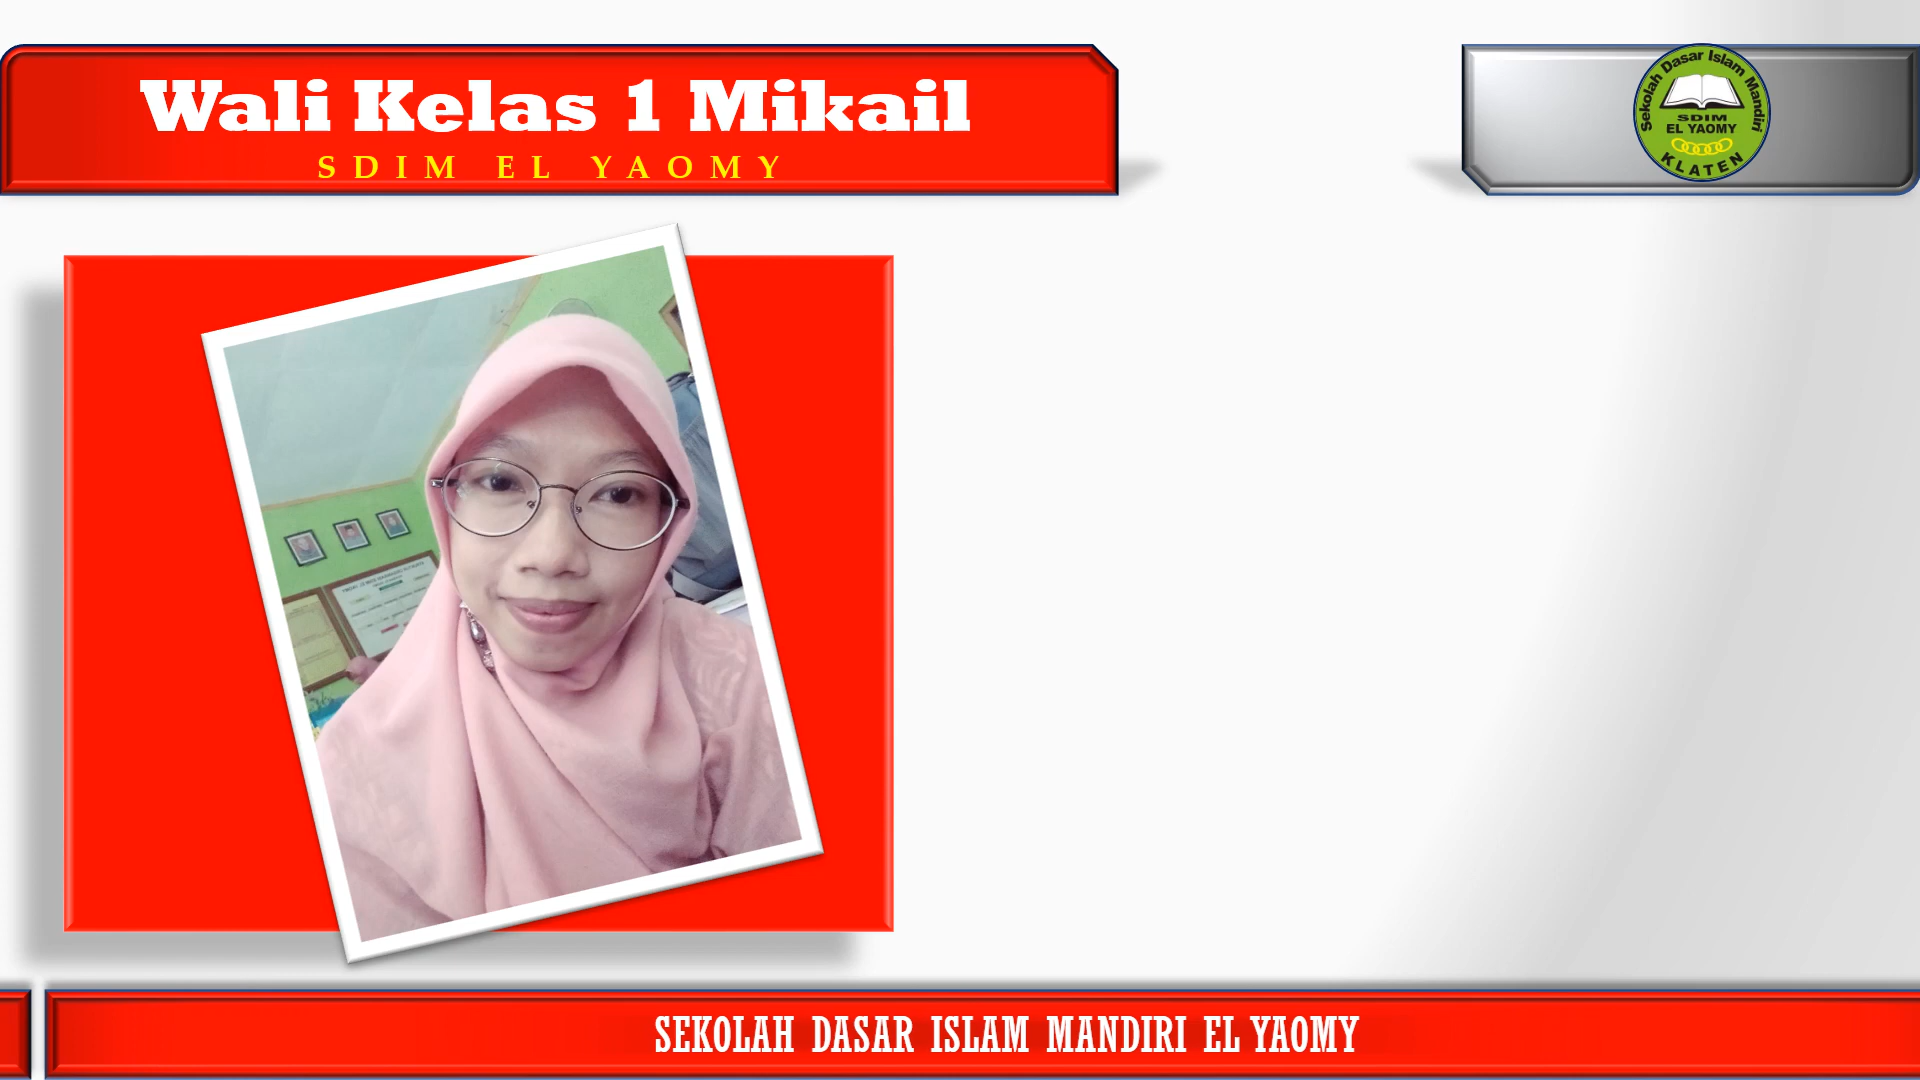 Wali Kelas 1 Mikail
SDIM EL YAOMY
Sekolah Dasar Islam Mandiri
SDIM
EL YAOMY
KLATEN
SEKOLAH DASAR ISLAM MANDIRI EL YAOMY